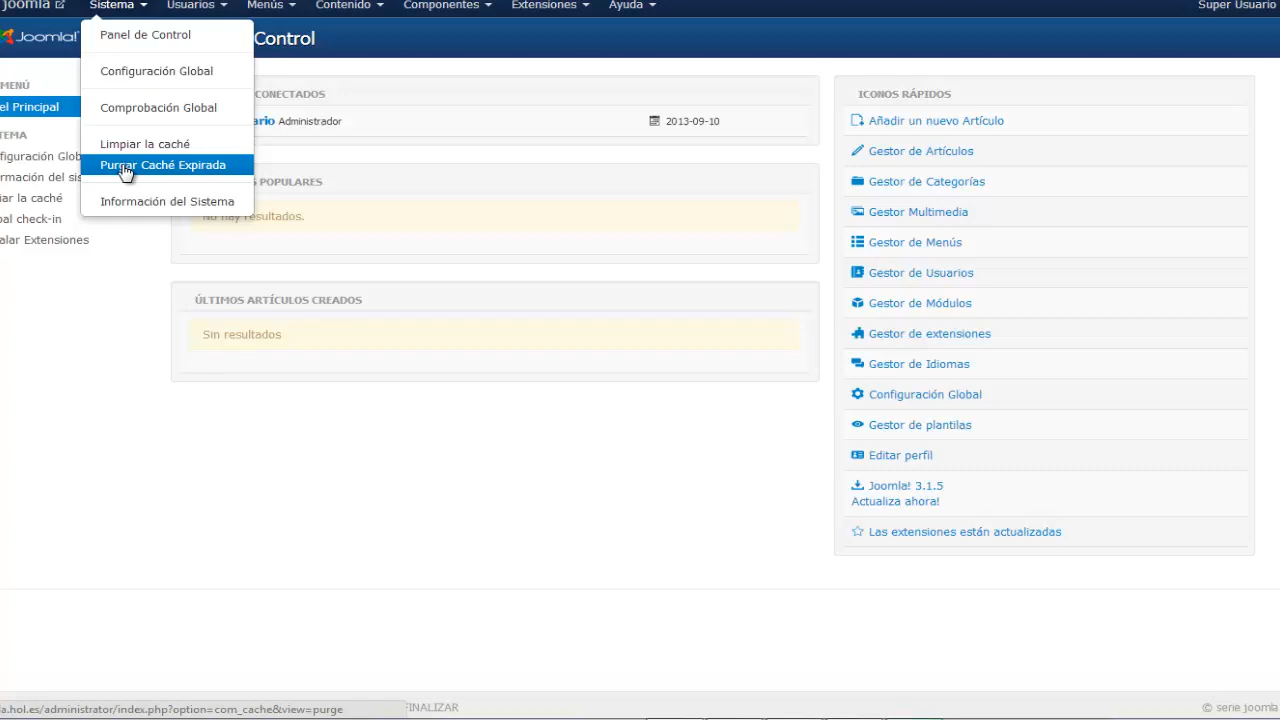 joomla Sistema Usuarios Menús Contenido Componentes Extensiones Ayuda Super Usuario
Joomla! Control
Panel de Control
Configuración Global
Comprobación Global
Limpiar la caché
Purgar Caché Expirada
Información del Sistema
MENÚ
el Principal
TEMA
figuración Glob
rmación del sis
iar la caché
bal check-in
alar Extensiones
CONECTADOS
ario Administrador 2013-09-10
S POPULARES
No hay resultados.
ÚLTIMOS ARTÍCULOS CREADOS
Sin resultados
ICONOS RÁPIDOS
Añadir un nuevo Artículo
Gestor de Artículos
Gestor de Categorías
Gestor Multimedia
Gestor de Menús
Gestor de Usuarios
Gestor de Módulos
Gestor de extensiones
Gestor de Idiomas
Configuración Global
Gestor de plantilas
Editar perfil
Joomla! 3.1.5
Actualiza ahora!
Las extensiones están actualizadas
la.hol.es/administrator/index.php?option=com_cache&view=purge
FINALIZAR
© serie joomla